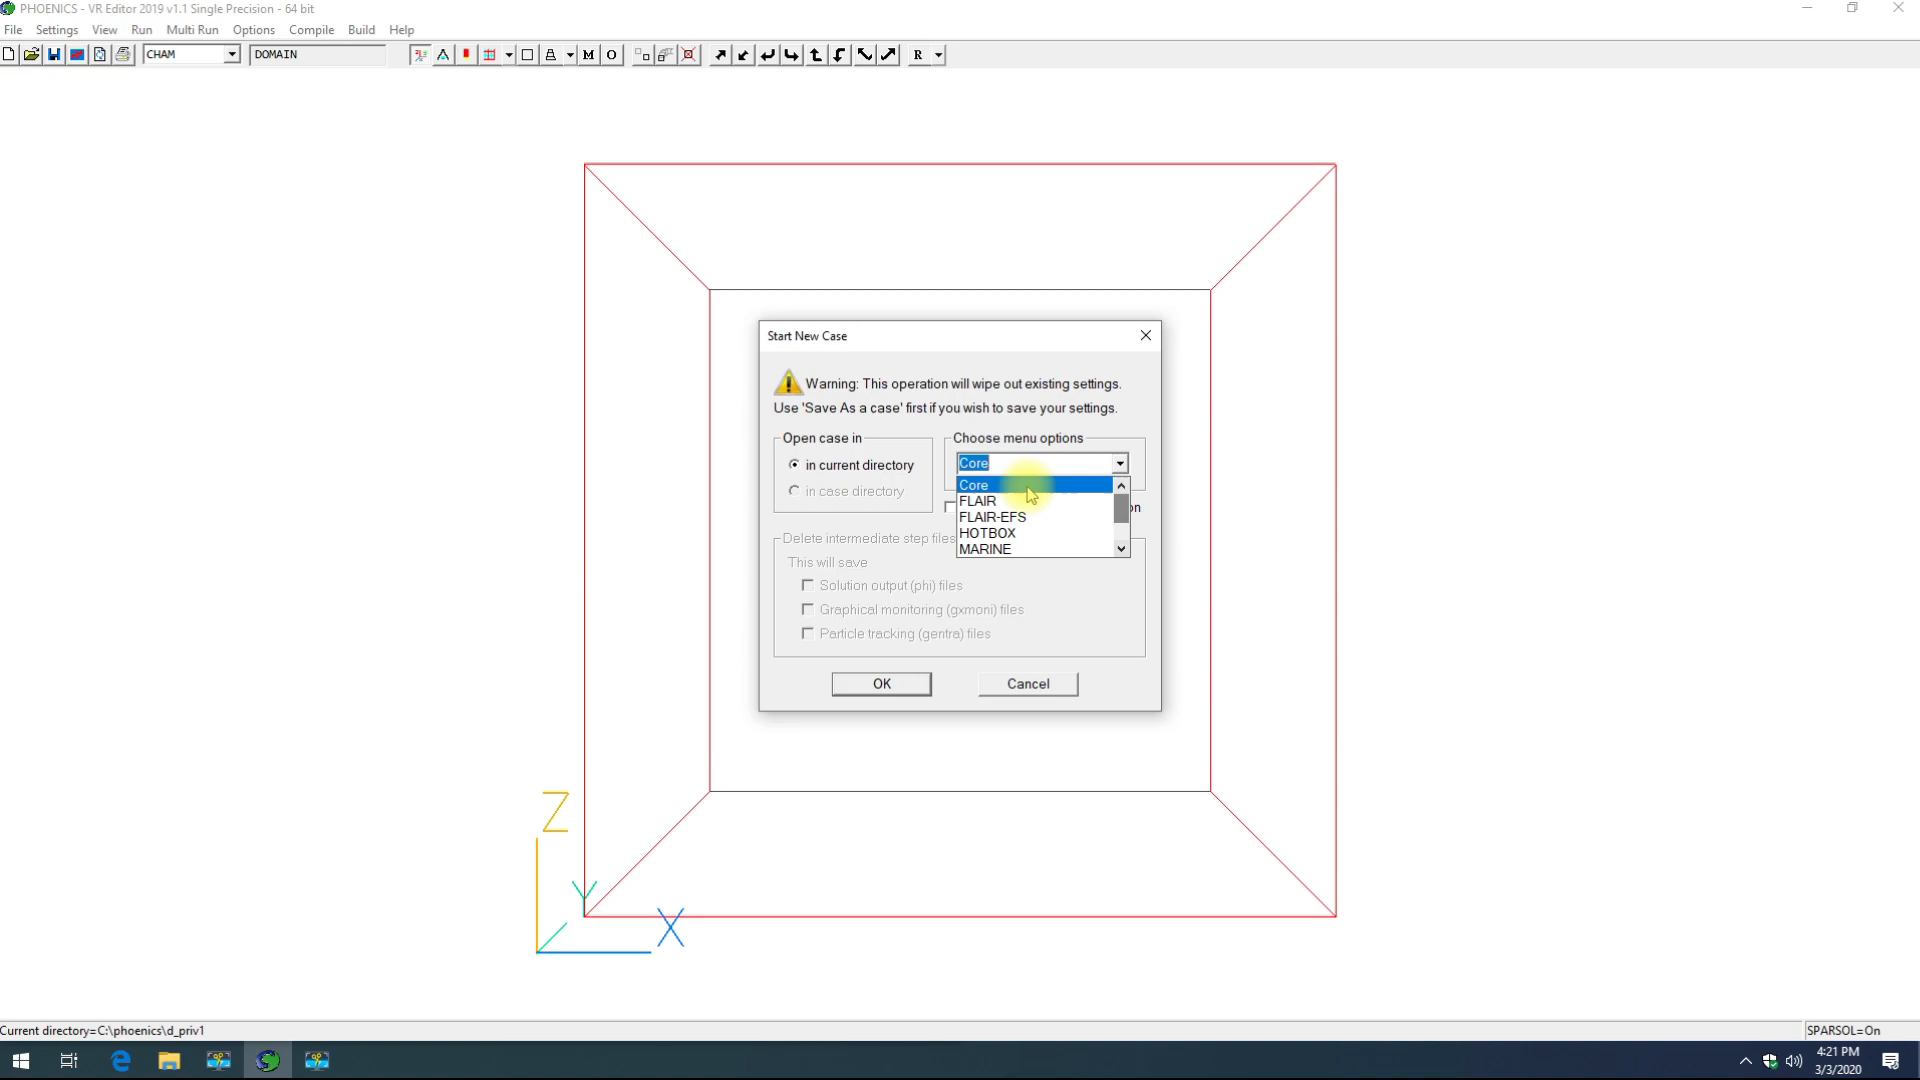 PHOENICS - VR Editor 2019 v1.1 Single Precision - 64 bit
File Settings View Run Multi Run Options Compile Build Help
CHAM DOMAIN M O R
Start New Case
Warning: This operation will wipe out existing settings.
Use 'Save As a case' first if you wish to save your settings.
Open case in
in current directory
in case directory
Choose menu options
Core
Core
FLAIR
FLAIR-EFS
HOTBOX
MARINE
on
Delete intermediate step files
This will save
Solution output (phi) files
Graphical monitoring (gxmoni) files
Particle tracking (gentra) files
OK Cancel
Z
Y
X
Current directory=C:\phoenics\d_priv1 SPARSOL=On
4:21 PM
3/3/2020